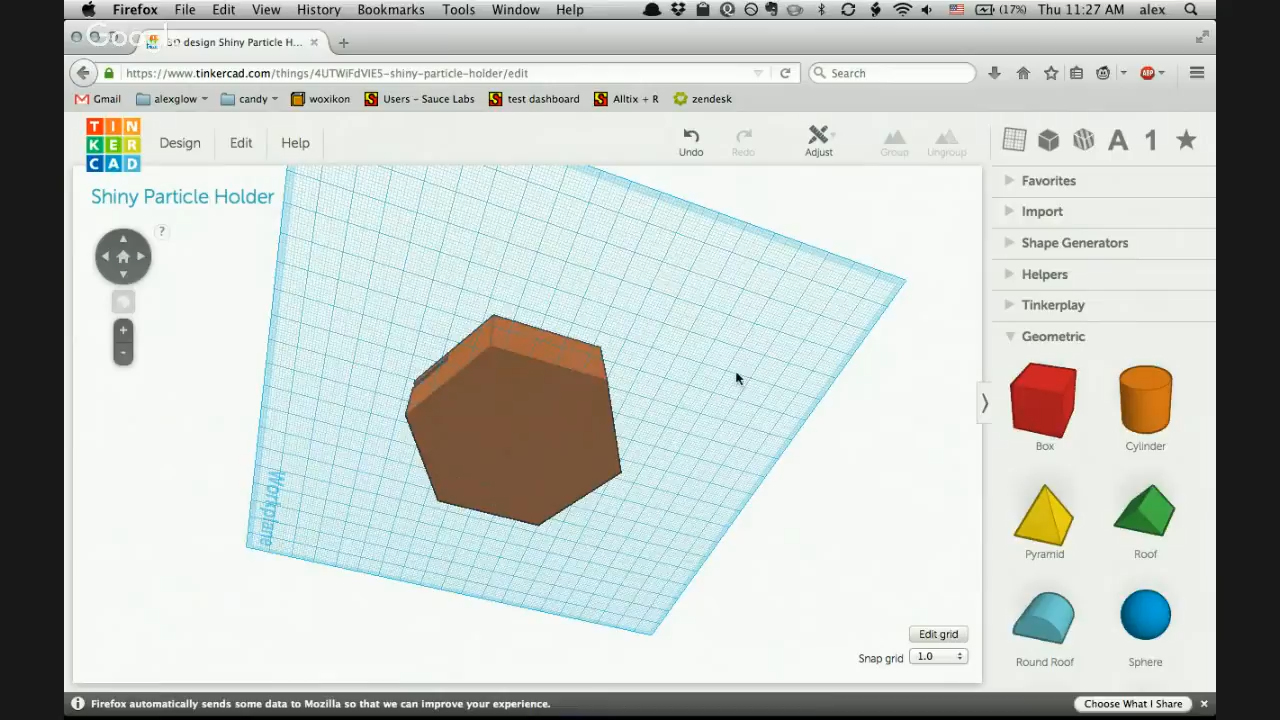 Firefox File Edit View History Bookmarks Tools Window Help (17%) Thu 11:27 AM alex
3D design Shiny Particle H...
https://www.tinkercad.com/things/4UTWiFdVIE5-shiny-particle-holder/edit Search ABP
Gmail alexglow candy woxikon Users - Sauce Labs test dashboard Alltix + R zendesk
TIN
KER
CAD
Design Edit Help Undo Redo Adjust Group Ungroup A 1
Shiny Particle Holder
?
+
-
Workplane
Favorites
Import
Shape Generators
Helpers
Tinkerplay
Geometric
Box Cylinder
Pyramid Roof
Round Roof Sphere
Edit grid
Snap grid 1.0
Firefox automatically sends some data to Mozilla so that we can improve your experience. Choose What I Share